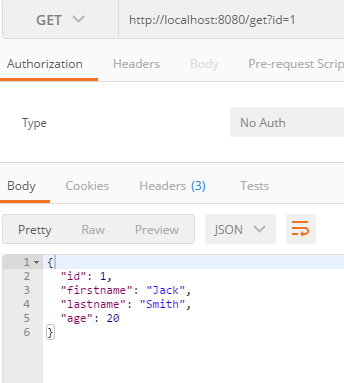 GET http://localhost:8080/get?id=1
Authorization Headers Body Pre-request Scrip
Type No Auth
Body Cookies Headers (3) Tests
Pretty Raw Preview JSON
1 {
2 "id": 1,
3 "firstname": "Jack",
4 "lastname": "Smith",
5 "age": 20
6 }